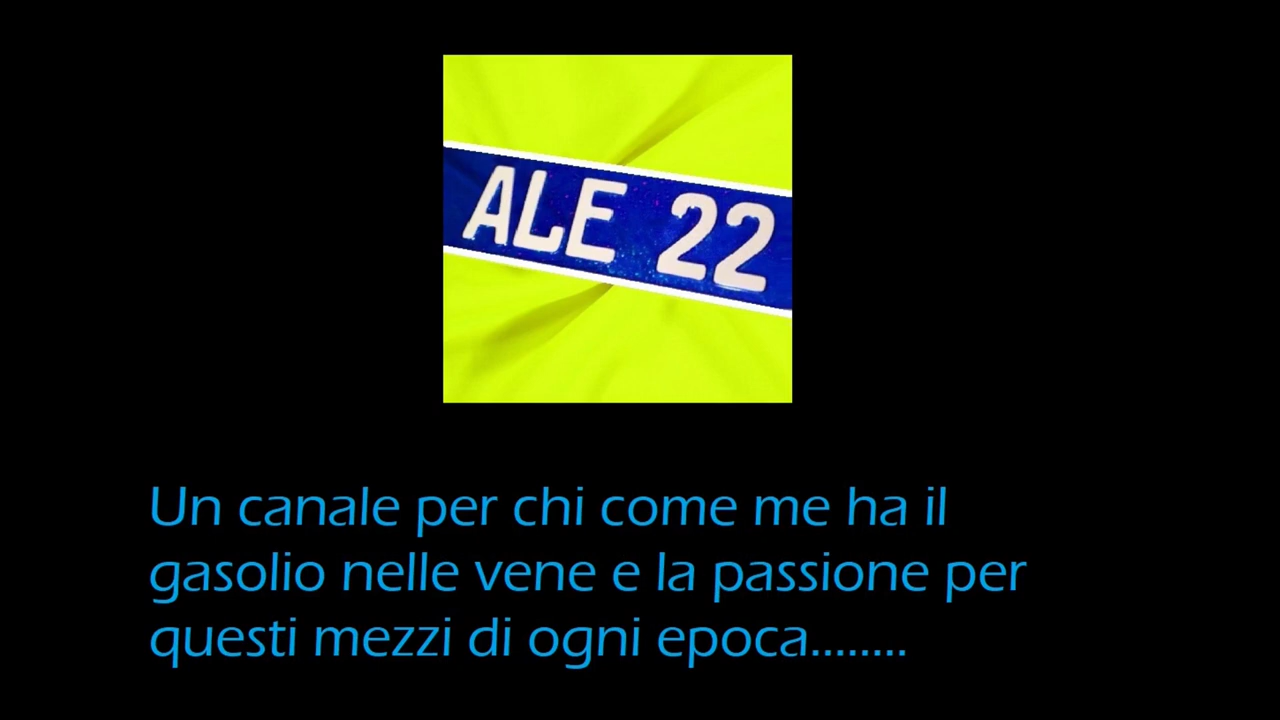 ALE 22
Un canale per chi come me ha il
gasolio nelle vene e la passione per
questi mezzi di ogni epoca........